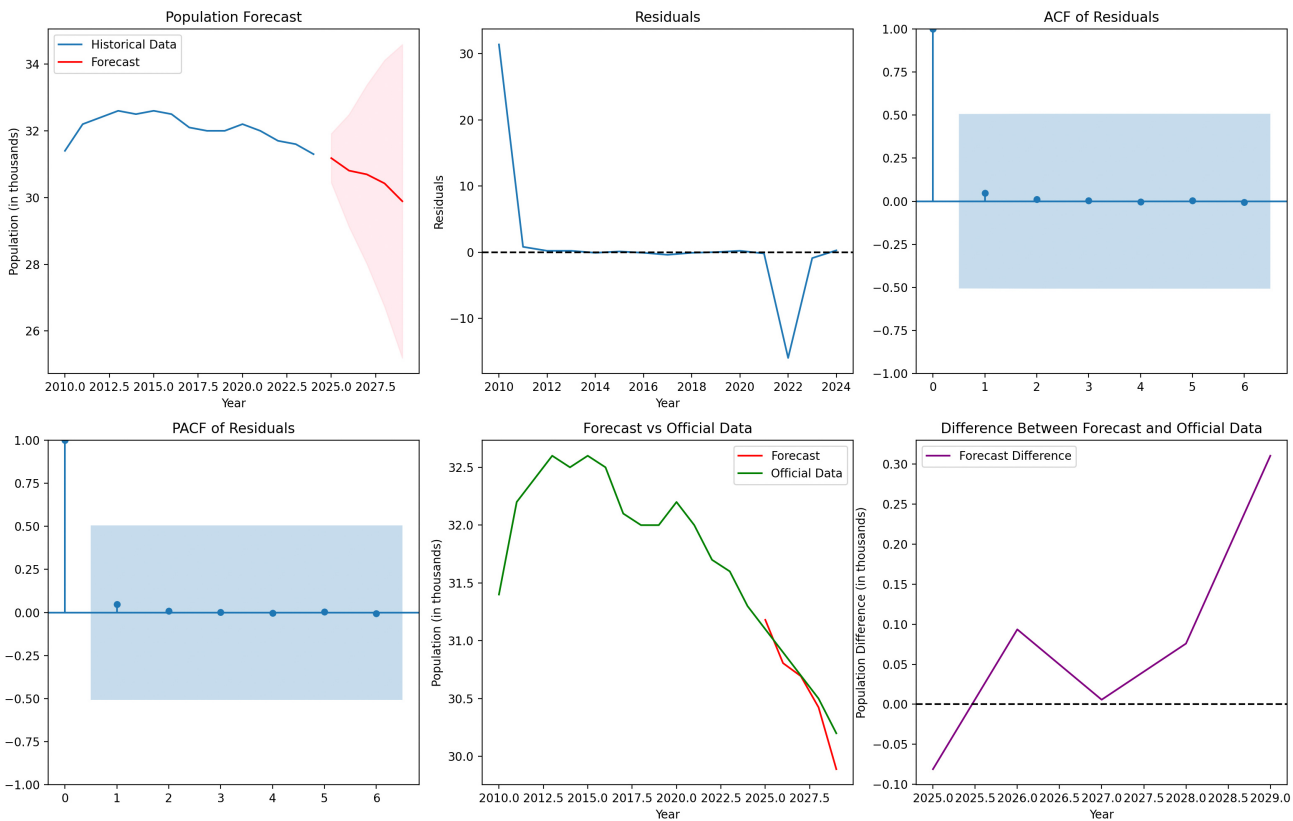 Population Forecast
Population (in thousands)
34
32
30
28
26
Historical Data
Forecast
2010.0 2012.5 2015.0 2017.5 2020.0 2022.5 2025.0 2027.5
Year
Residuals
Residuals
30
20
10
0
−10
2010 2012 2014 2016 2018 2020 2022 2024
Year
ACF of Residuals
1.00
0.75
0.50
0.25
0.00
−0.25
−0.50
−0.75
−1.00
0 1 2 3 4 5 6
PACF of Residuals
1.00
0.75
0.50
0.25
0.00
−0.25
−0.50
−0.75
−1.00
0 1 2 3 4 5 6
Forecast vs Official Data
Population (in thousands)
32.5
32.0
31.5
31.0
30.5
30.0
Forecast
Official Data
2010.0 2012.5 2015.0 2017.5 2020.0 2022.5 2025.0 2027.5
Year
Difference Between Forecast and Official Data
Population Difference (in thousands)
0.30
0.25
0.20
0.15
0.10
0.05
0.00
−0.05
−0.10
Forecast Difference
2025.0 2025.5 2026.0 2026.5 2027.0 2027.5 2028.0 2028.5 2029.0
Year